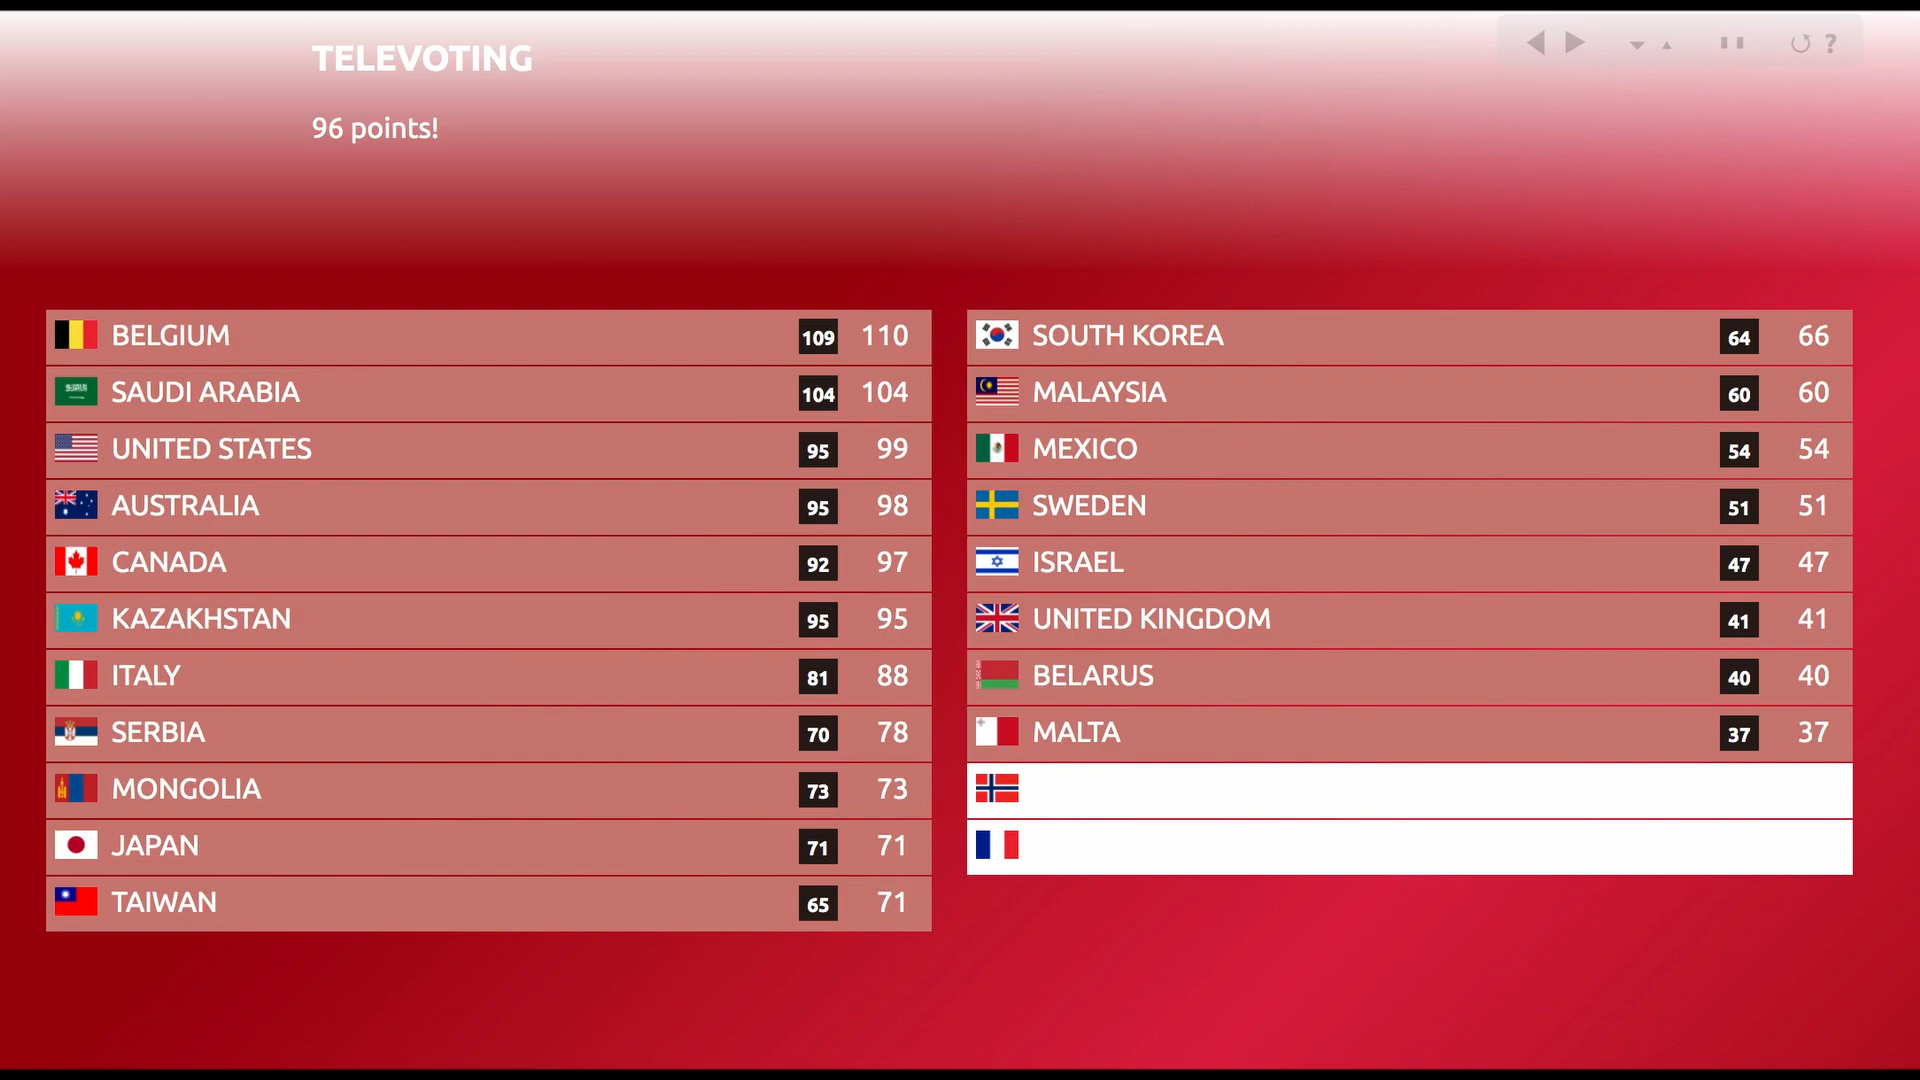 TELEVOTING
?
96 points!
BELGIUM 109 110
SAUDI ARABIA 104 104
UNITED STATES 95 99
AUSTRALIA 95 98
CANADA 92 97
KAZAKHSTAN 95 95
ITALY 81 88
SERBIA 70 78
MONGOLIA 73 73
JAPAN 71 71
TAIWAN 65 71
SOUTH KOREA 64 66
MALAYSIA 60 60
MEXICO 54 54
SWEDEN 51 51
ISRAEL 47 47
UNITED KINGDOM 41 41
BELARUS 40 40
MALTA 37 37